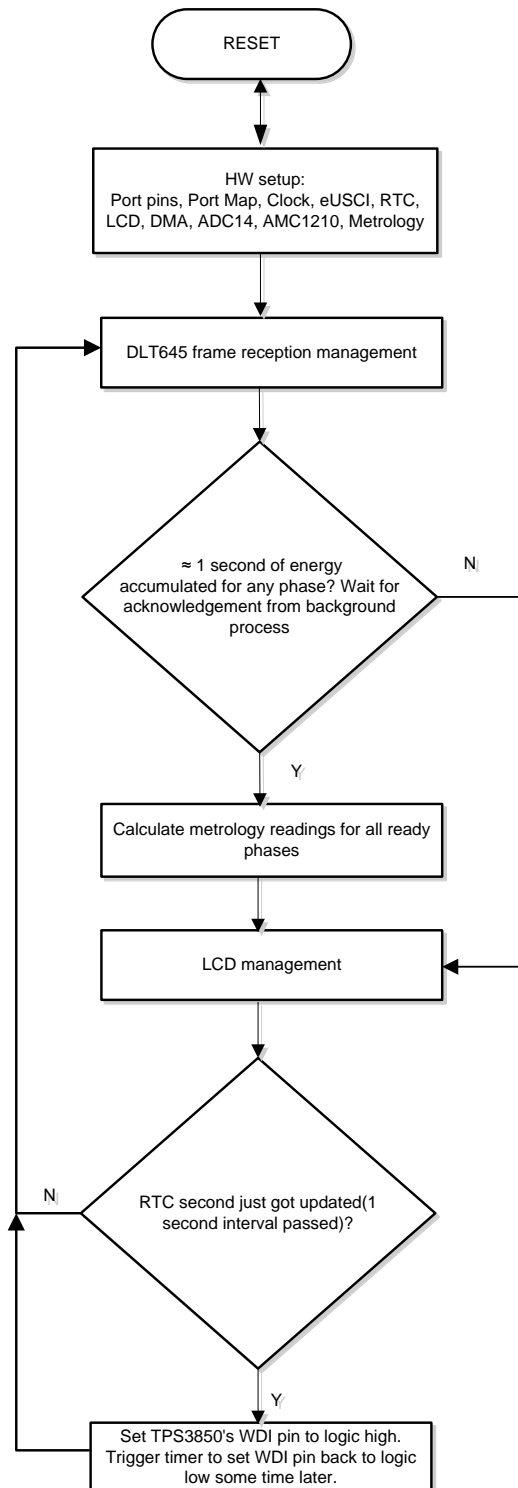 RESET
HW setup:
Port pins, Port Map, Clock, eUSCI, RTC,
LCD, DMA, ADC14, AMC1210, Metrology
DLT645 frame reception management
≈ 1 second of energy
accumulated for any phase? Wait for
acknowledgement from background
process
N
Y
Calculate metrology readings for all ready
phases
LCD management
N
RTC second just got updated(1
second interval passed)?
Y
Set TPS3850's WDI pin to logic high.
Trigger timer to set WDI pin back to logic
low some time later.